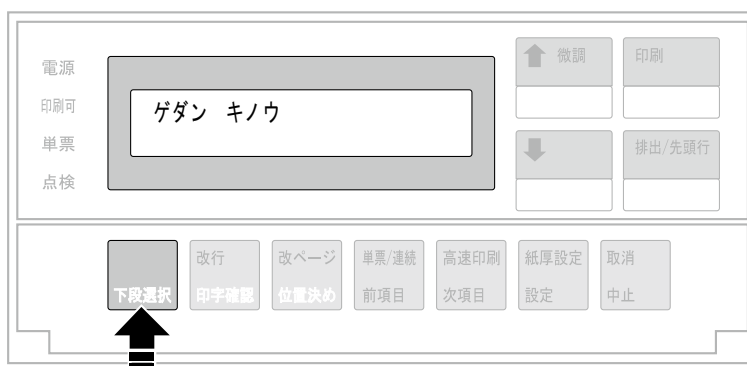 電源
印刷可
単票
点検
ゲダン キノウ
微調
印刷
排出/先頭行
下段選択
改行
印字確認
改ページ
位置決め
単票/連続
前項目
高速印刷
次項目
紙厚設定
設定
取消
中止